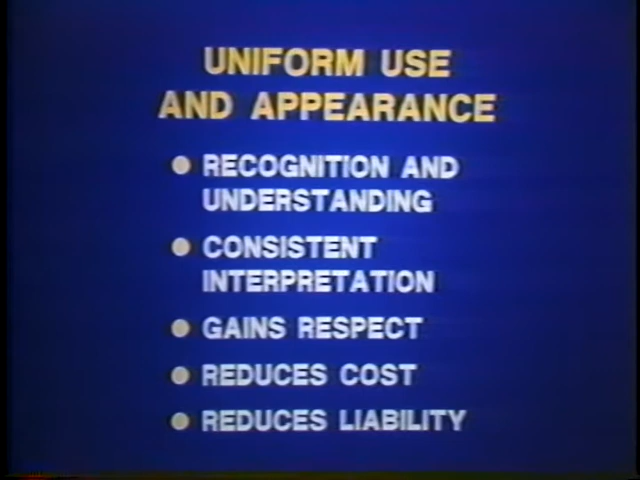 UNIFORM USE
AND APPEARANCE
● RECOGNITION AND
UNDERSTANDING
● CONSISTENT
INTERPRETATION
● GAINS RESPECT
● REDUCES COST
● REDUCES LIABILITY